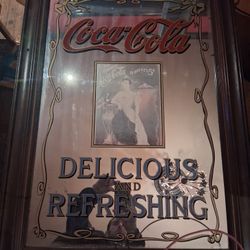 Coca-Cola
DELICIOUS
AND
REFRESHING